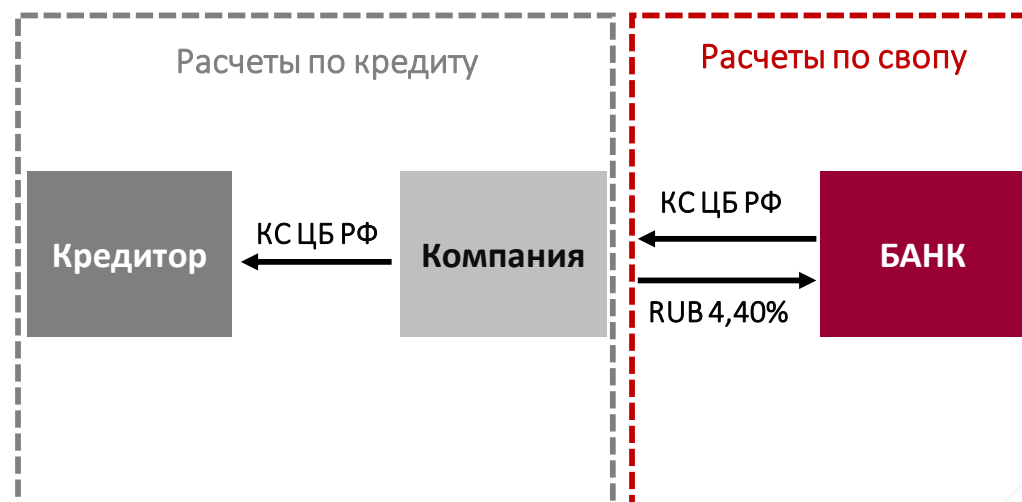 Расчеты по кредиту
Расчеты по свопу
Кредитор
КС ЦБ РФ
Компания
КС ЦБ РФ
RUB 4,40%
БАНК